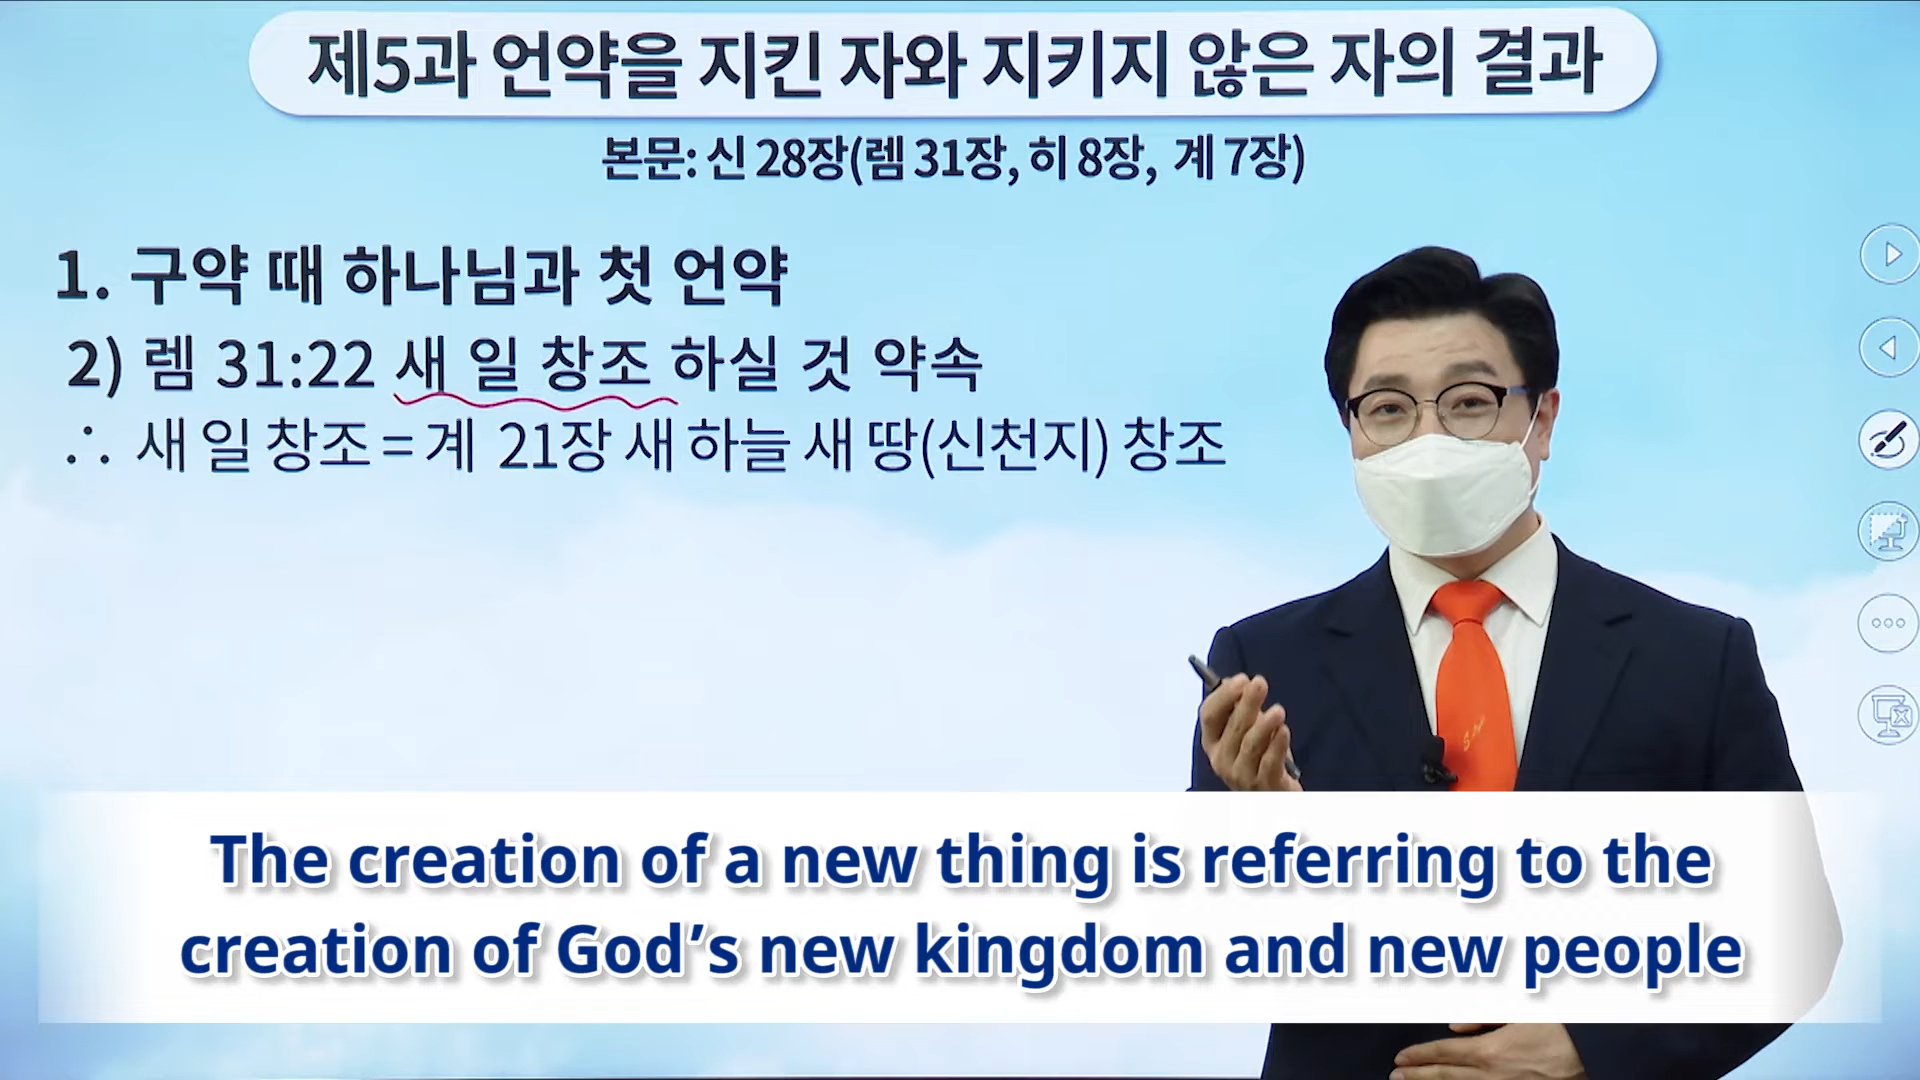 제5과 언약을 지킨 자와 지키지 않은 자의 결과
본문: 신 28장(렘 31장, 히 8장, 계 7장)
1. 구약 때 하나님과 첫 언약
2) 렘 31:22 새 일 창조 하실 것 약속
∴ 새 일 창조 = 계 21장 새 하늘 새 땅(신천지) 창조
The creation of a new thing is referring to the
creation of God’s new kingdom and new people